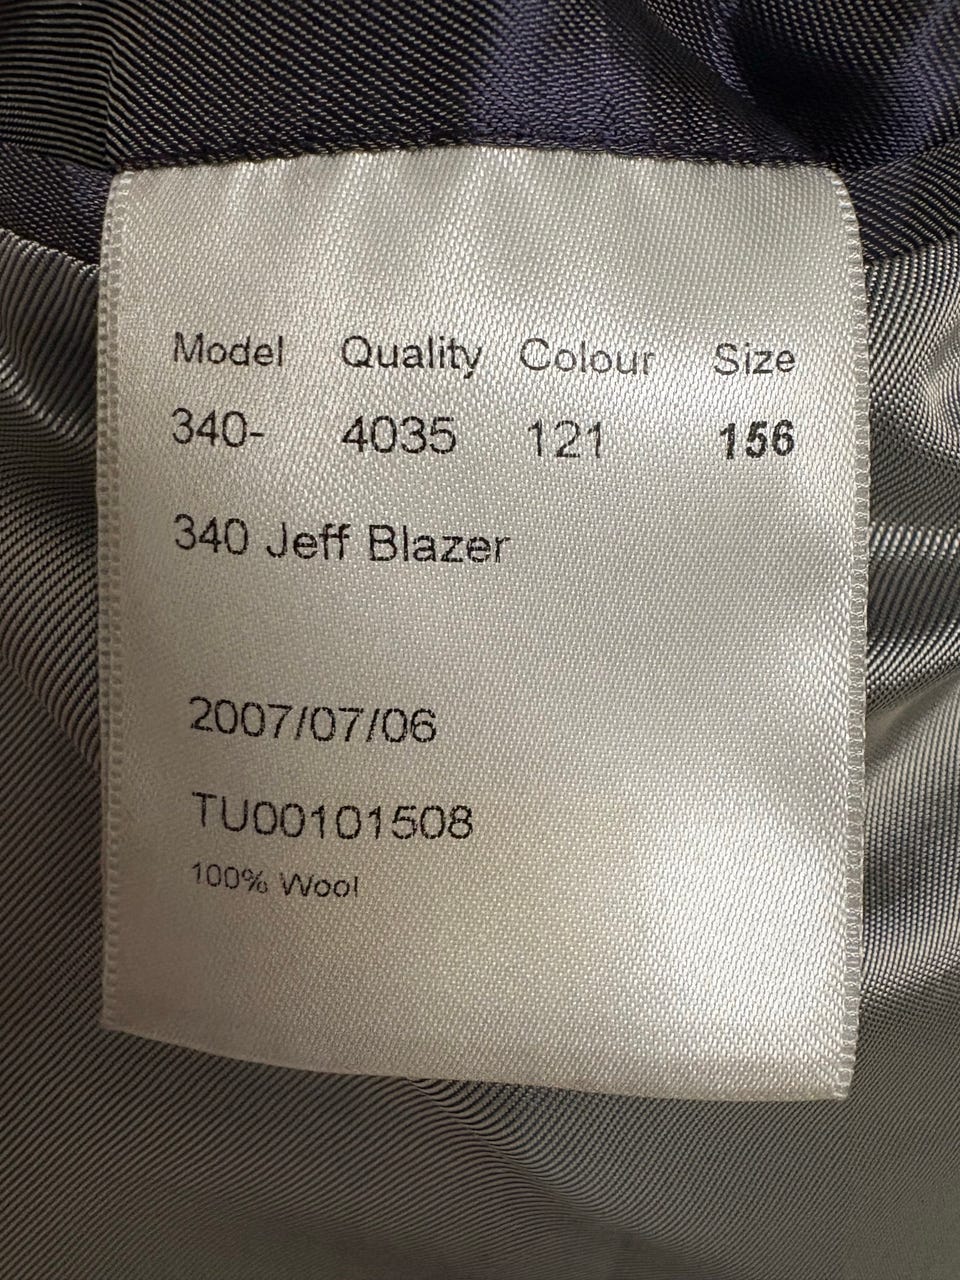 Model Quality Colour Size
340- 4035 121 156
340 Jeff Blazer
2007/07/06
TU00101508
100% Wool